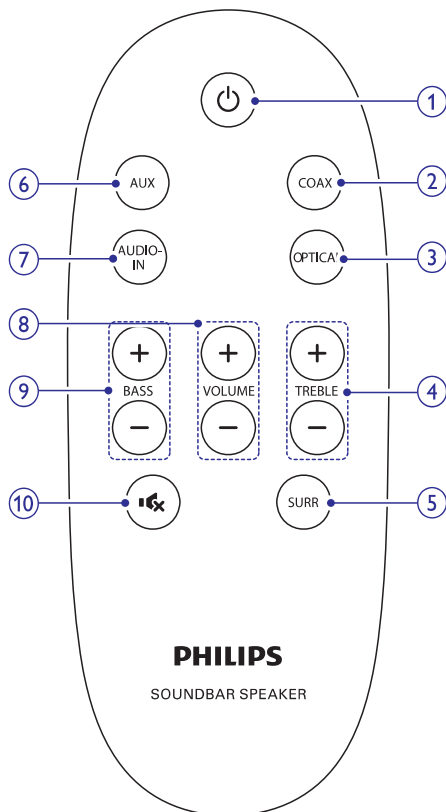 1
6
AUX
COAX
2
7
AUDIO-
IN
OPTICAL
3
8
+ + +
9
BASS
VOLUME
TREBLE
4
− − −
10
SURR
5
PHILIPS
SOUNDBAR SPEAKER